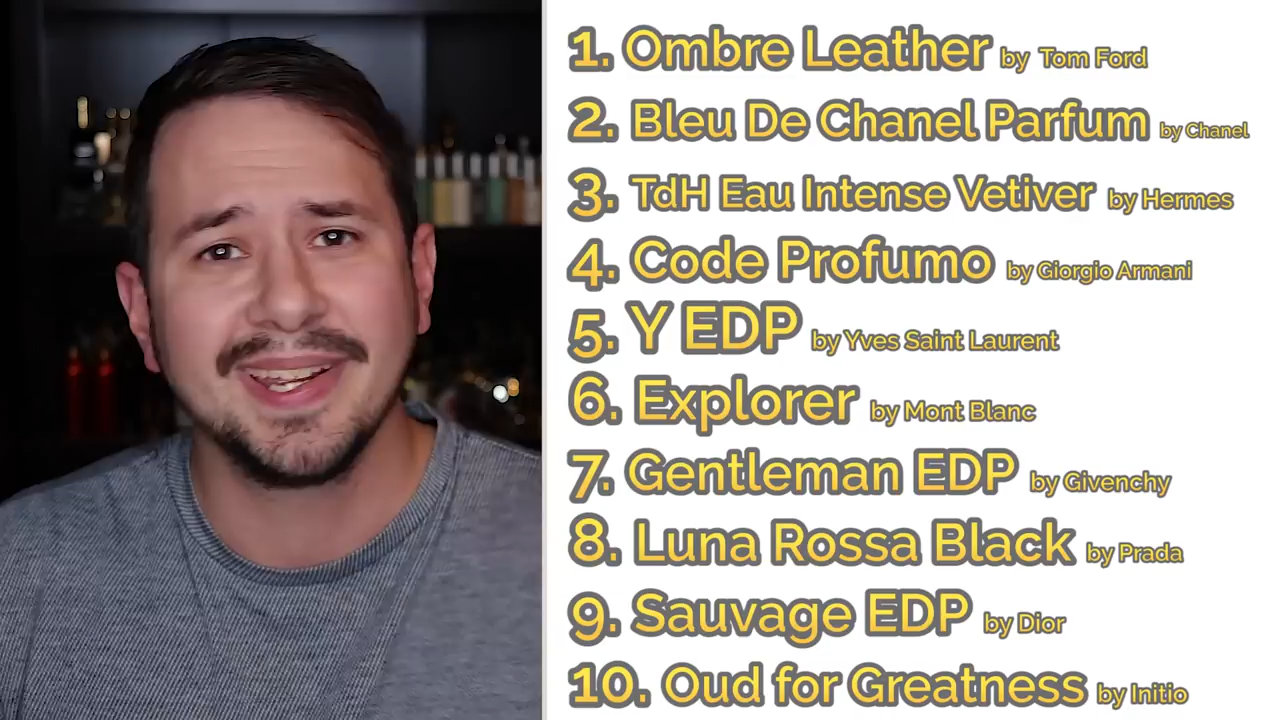 1. Ombre Leather by Tom Ford
2. Bleu De Chanel Parfum by Chanel
3. TdH Eau Intense Vetiver by Hermes
4. Code Profumo by Giorgio Armani
5. Y EDP by Yves Saint Laurent
6. Explorer by Mont Blanc
7. Gentleman EDP by Givenchy
8. Luna Rossa Black by Prada
9. Sauvage EDP by Dior
10. Oud for Greatness by Initio